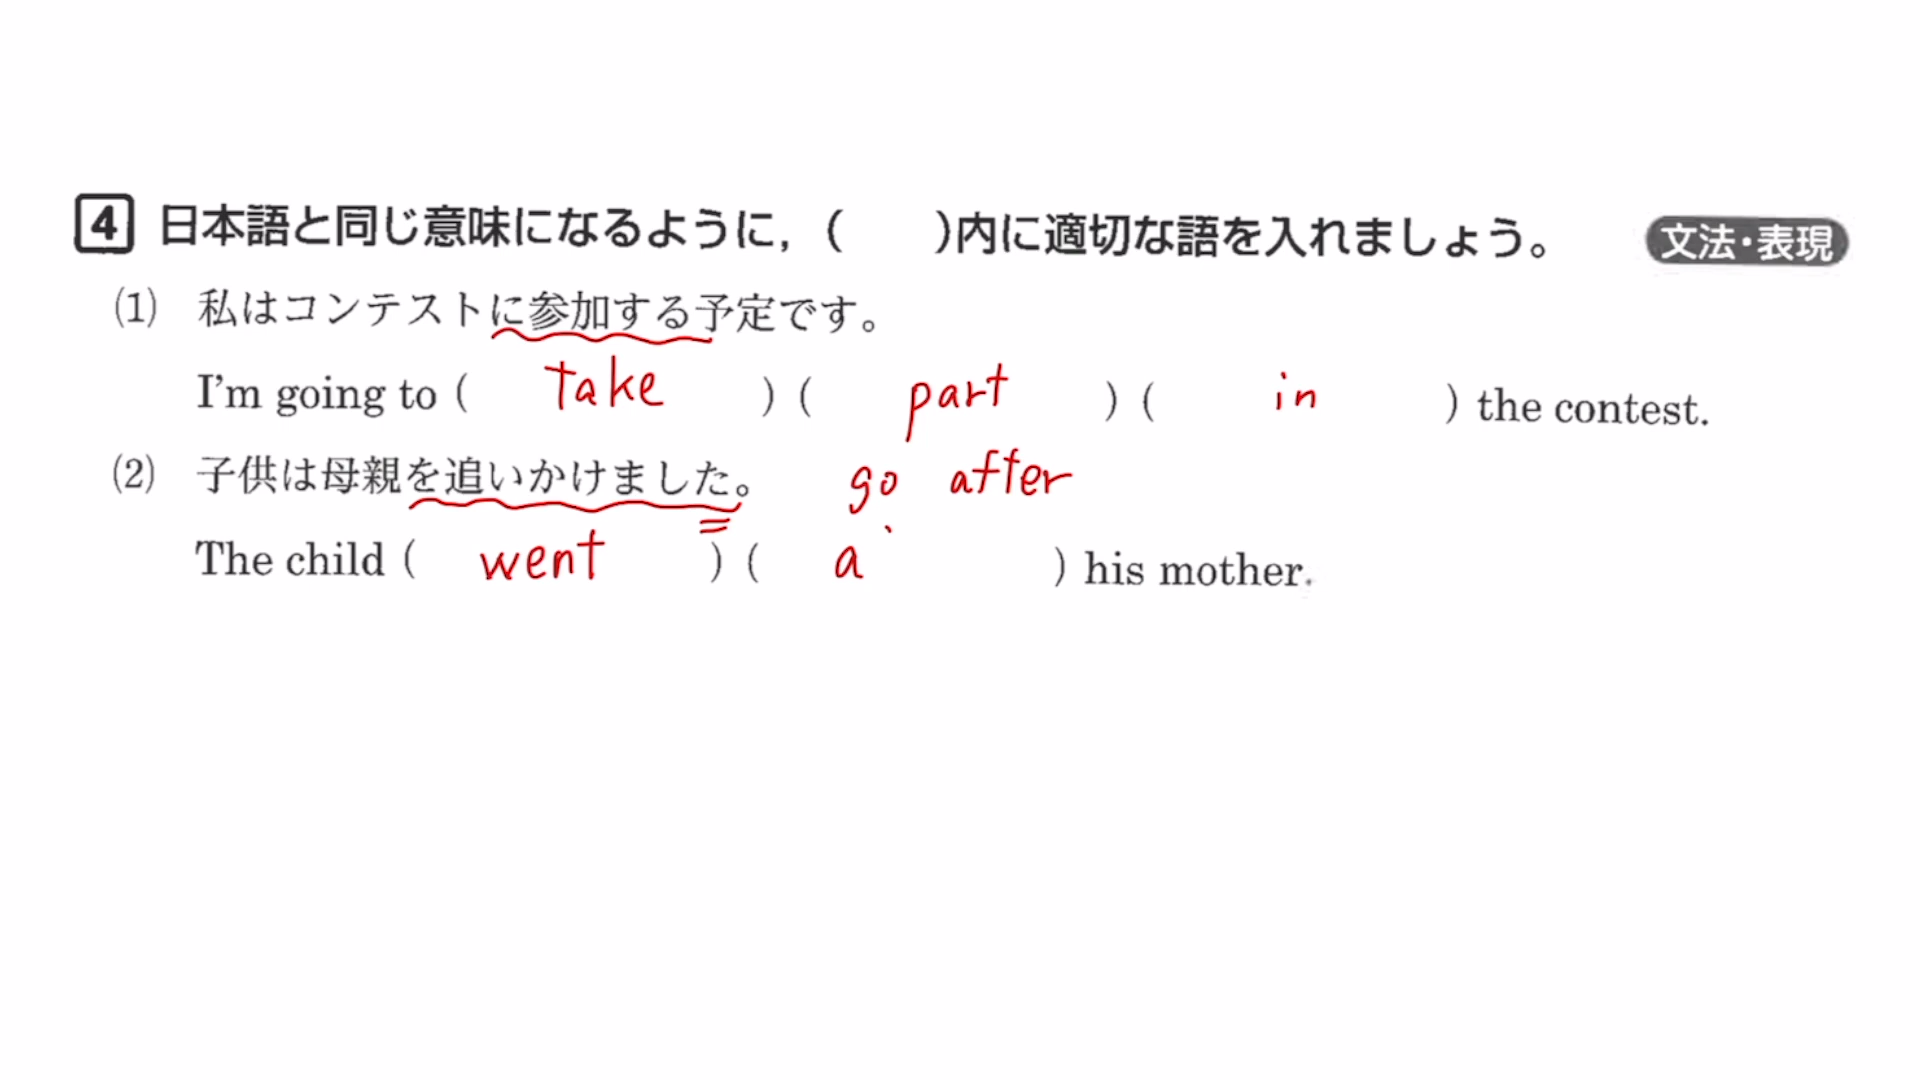 4 日本語と同じ意味になるように, (　　)内に適切な語を入れましょう。 文法・表現
(1) 私はコンテストに参加する予定です。
I'm going to ( take ) ( part ) ( in ) the contest.
(2) 子供は母親を追いかけました。 go after
The child ( went ) ( a ) his mother.